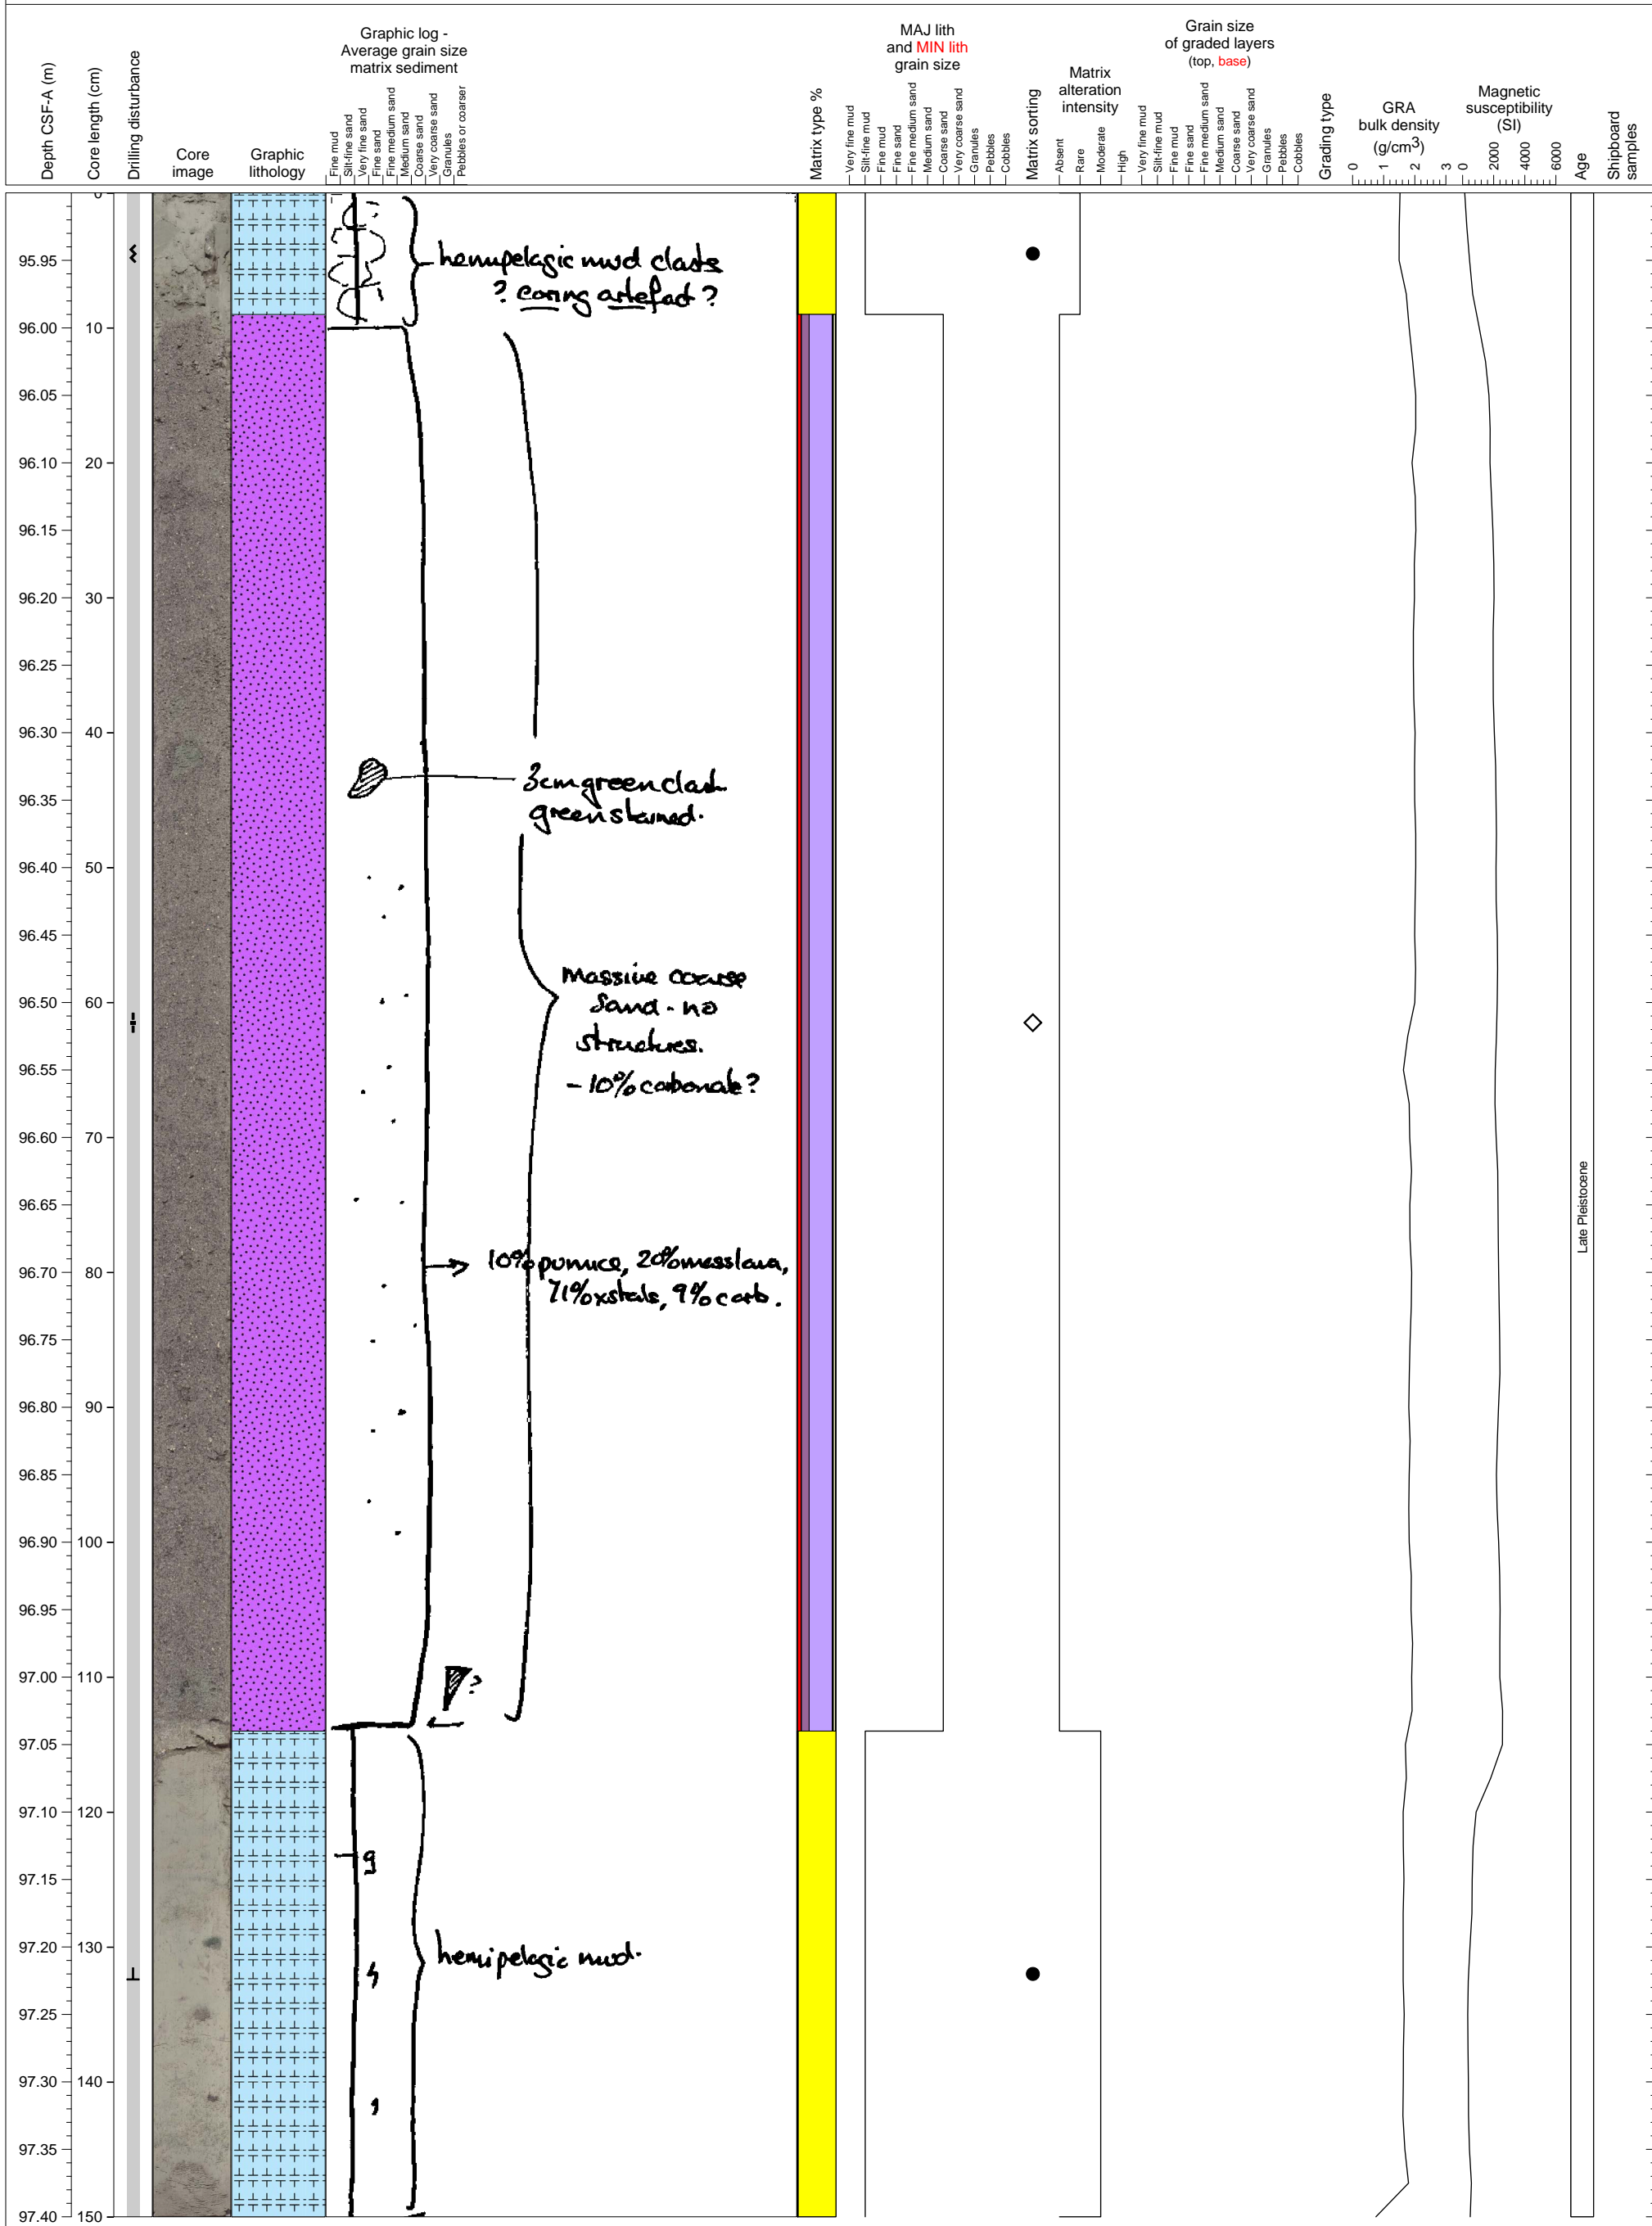 Depth CSF-A (m)
Core length (cm)
Drilling disturbance
Core
image
Graphic
lithology
Graphic log -
Average grain size
matrix sediment
Fine mud
Silt-fine sand
Very fine sand
Fine sand
Fine medium sand
Medium sand
Coarse sand
Very coarse sand
Granules
Pebbles or coarser
Matrix type %
MAJ lith
and MIN lith
grain size
Very fine mud
Silt-fine mud
Fine mud
Fine sand
Fine medium sand
Medium sand
Coarse sand
Very coarse sand
Granules
Pebbles
Cobbles
Matrix sorting
Matrix
alteration
intensity
Absent
Rare
Moderate
High
Grain size
of graded layers
(top, base)
Very fine mud
Silt-fine mud
Fine mud
Fine sand
Fine medium sand
Medium sand
Coarse sand
Very coarse sand
Granules
Pebbles
Cobbles
Grading type
GRA
bulk density
(g/cm3)
0 1 2 3
Magnetic
susceptibility
(SI)
0 2000 4000 6000
Age
Shipboard
samples
0
95.95
96.00 10
96.05
96.10 20
96.15
96.20 30
96.25
96.30 40
96.35
96.40 50
96.45
96.50 60
96.55
96.60 70
96.65
96.70 80
96.75
96.80 90
96.85
96.90 100
96.95
97.00 110
97.05
97.10 120
97.15
97.20 130
97.25
97.30 140
97.35
97.40 150
hemipelagic mud clasts
? coring artefact ?
3cm green clast
green stained.
Massive coarse
sand - no
structures.
- 10% carbonate?
10% pumice, 20% mess lava,
71% xstals, 9% carb.
?
hemipelagic mud.
Late Pleistocene